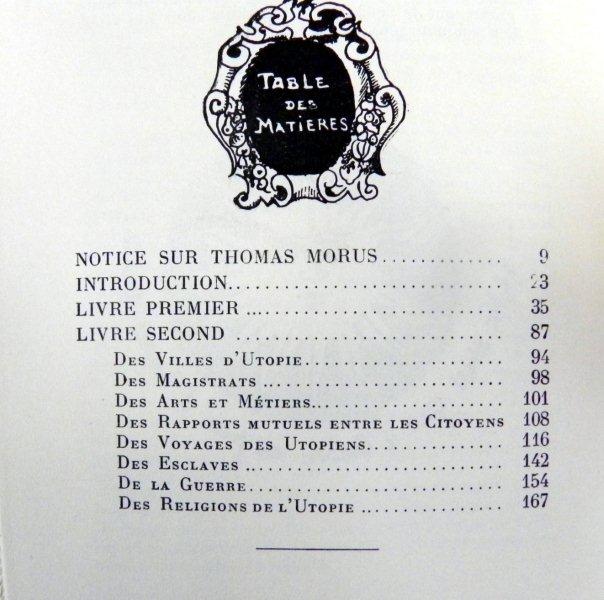 TABLE
DES
MATIERES
NOTICE SUR THOMAS MORUS............. 9
INTRODUCTION............................. 23
LIVRE PREMIER ............................ 35
LIVRE SECOND ............................. 87
DES VILLES D'UTOPIE..................... 94
DES MAGISTRATS .......................... 98
DES ARTS ET MÉTIERS.................... 101
DES RAPPORTS MUTUELS ENTRE LES CITOYENS 108
DES VOYAGES DES UTOPIENS............... 116
DES ESCLAVES ............................ 142
DE LA GUERRE............................ 154
DES RELIGIONS DE L'UTOPIE .............. 167